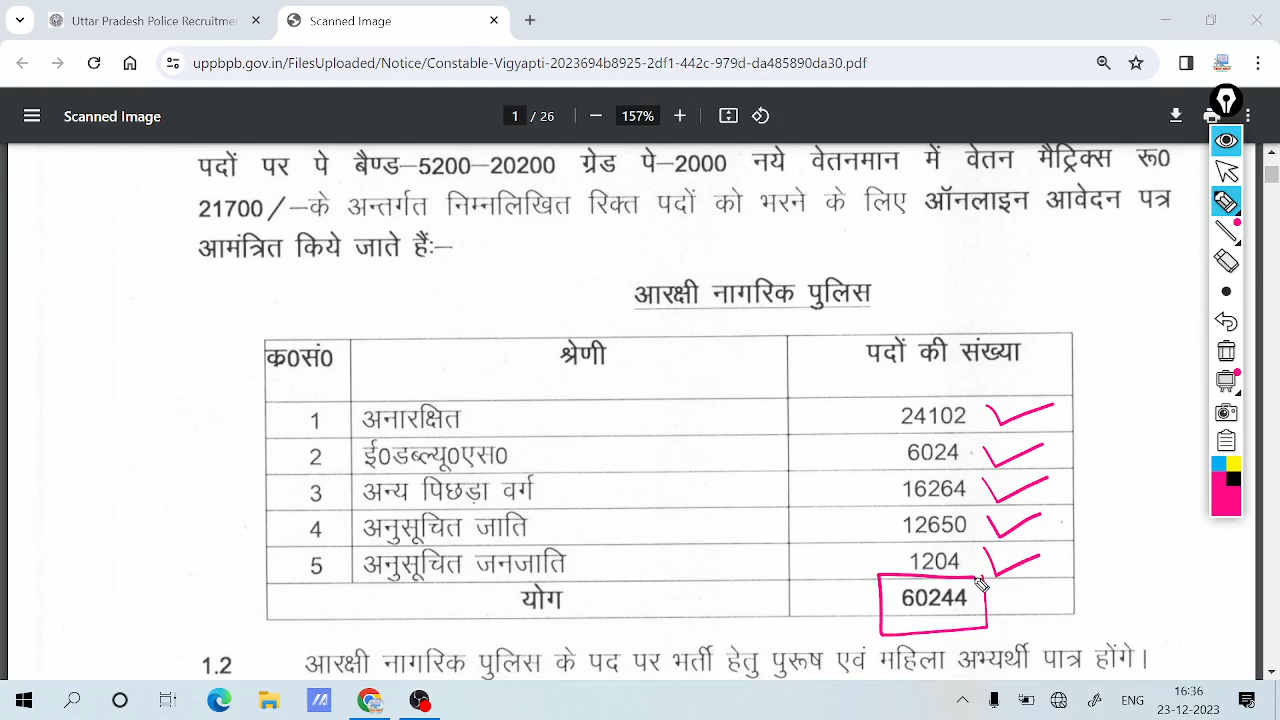 Uttar Pradesh Police Recruitmen
Scanned Image
uppbpb.gov.in/FilesUploaded/Notice/Constable-Vigypti-2023694b8925-2df1-442c-979d-da485890da30.pdf
Scanned Image
1 / 26
157%
पदों पर पे बैण्ड–5200–20200 ग्रेड पे–2000 नये वेतनमान में वेतन मैट्रिक्स रू0
21700/–के अन्तर्गत निम्नलिखित रिक्त पदों को भरने के लिए ऑनलाइन आवेदन पत्र
आमंत्रित किये जाते हैंः–
आरक्षी नागरिक पुलिस
क0सं0 श्रेणी पदों की संख्या
1 अनारक्षित 24102
2 ई0डब्ल्यू0एस0 6024
3 अन्य पिछड़ा वर्ग 16264
4 अनुसूचित जाति 12650
5 अनुसूचित जनजाति 1204
योग 60244
1.2 आरक्षी नागरिक पुलिस के पद पर भर्ती हेतु पुरूष एवं महिला अभ्यर्थी पात्र होंगे।
ENG
16:36
23-12-2023